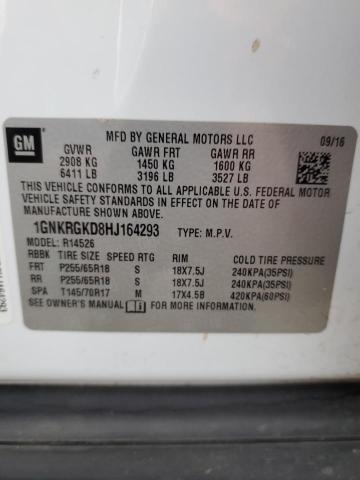 GM
MFD BY GENERAL MOTORS LLC 09/16
GVWR GAWR FRT GAWR RR
2908 KG 1450 KG 1600 KG
6411 LB 3196 LB 3527 LB
THIS VEHICLE CONFORMS TO ALL APPLICABLE U.S. FEDERAL MOTOR
VEHICLE SAFETY STANDARDS IN EFFECT ON THE DATE OF
MANUFACTURE SHOWN ABOVE.
1GNKRGKD8HJ164293 TYPE: M.P.V.
MODEL: R14526
RBBK TIRE SIZE SPEED RTG RIM COLD TIRE PRESSURE
FRT P255/65R18 S 18X7.5J 240KPA(35PSI)
RR P255/65R18 S 18X7.5J 240KPA(35PSI)
SPA T145/70R17 M 17X4.5B 420KPA(60PSI)
SEE OWNER'S MANUAL FOR MORE INFORMATION.